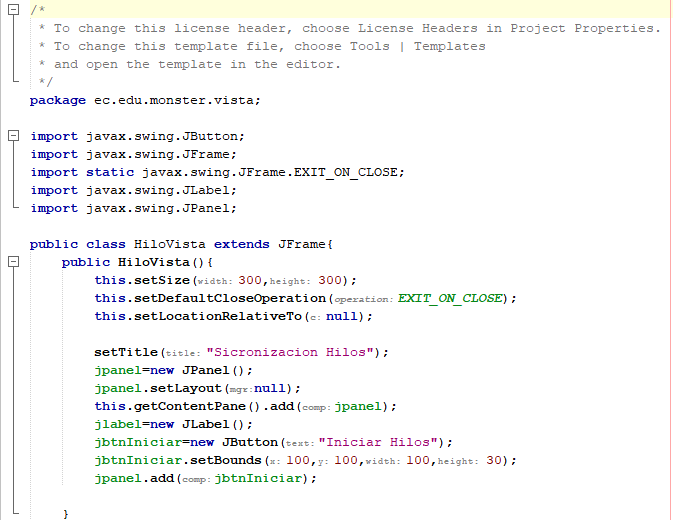 /*
 * To change this license header, choose License Headers in Project Properties.
 * To change this template file, choose Tools | Templates
 * and open the template in the editor.
 */
package ec.edu.monster.vista;
import javax.swing.JButton;
import javax.swing.JFrame;
import static javax.swing.JFrame.EXIT_ON_CLOSE;
import javax.swing.JLabel;
import javax.swing.JPanel;
public class HiloVista extends JFrame{
    public HiloVista(){
        this.setSize(width: 300,height: 300);
        this.setDefaultCloseOperation(operation: EXIT_ON_CLOSE);
        this.setLocationRelativeTo(c: null);
        setTitle(title: "Sicronizacion Hilos");
        jpanel=new JPanel();
        jpanel.setLayout(mgr: null);
        this.getContentPane().add(comp: jpanel);
        jlabel=new JLabel();
        jbtnIniciar=new JButton(text: "Iniciar Hilos");
        jbtnIniciar.setBounds(x: 100,y: 100,width: 100,height: 30);
        jpanel.add(comp: jbtnIniciar);
    }